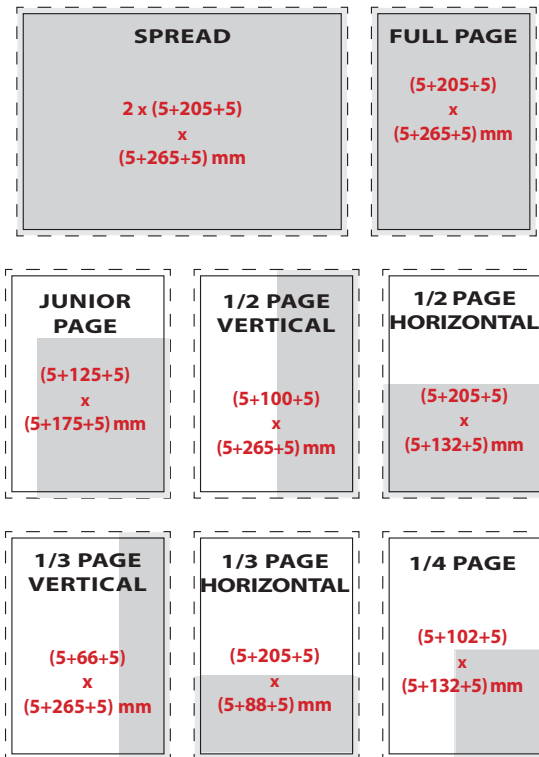 SPREAD
2 x (5+205+5)
x
(5+265+5) mm
FULL PAGE
(5+205+5)
x
(5+265+5) mm
JUNIOR
PAGE
(5+125+5)
x
(5+175+5) mm
1/2 PAGE
VERTICAL
(5+100+5)
x
(5+265+5) mm
1/2 PAGE
HORIZONTAL
(5+205+5)
x
(5+132+5) mm
1/3 PAGE
VERTICAL
(5+66+5)
x
(5+265+5) mm
1/3 PAGE
HORIZONTAL
(5+205+5)
x
(5+88+5) mm
1/4 PAGE
(5+102+5)
x
(5+132+5) mm